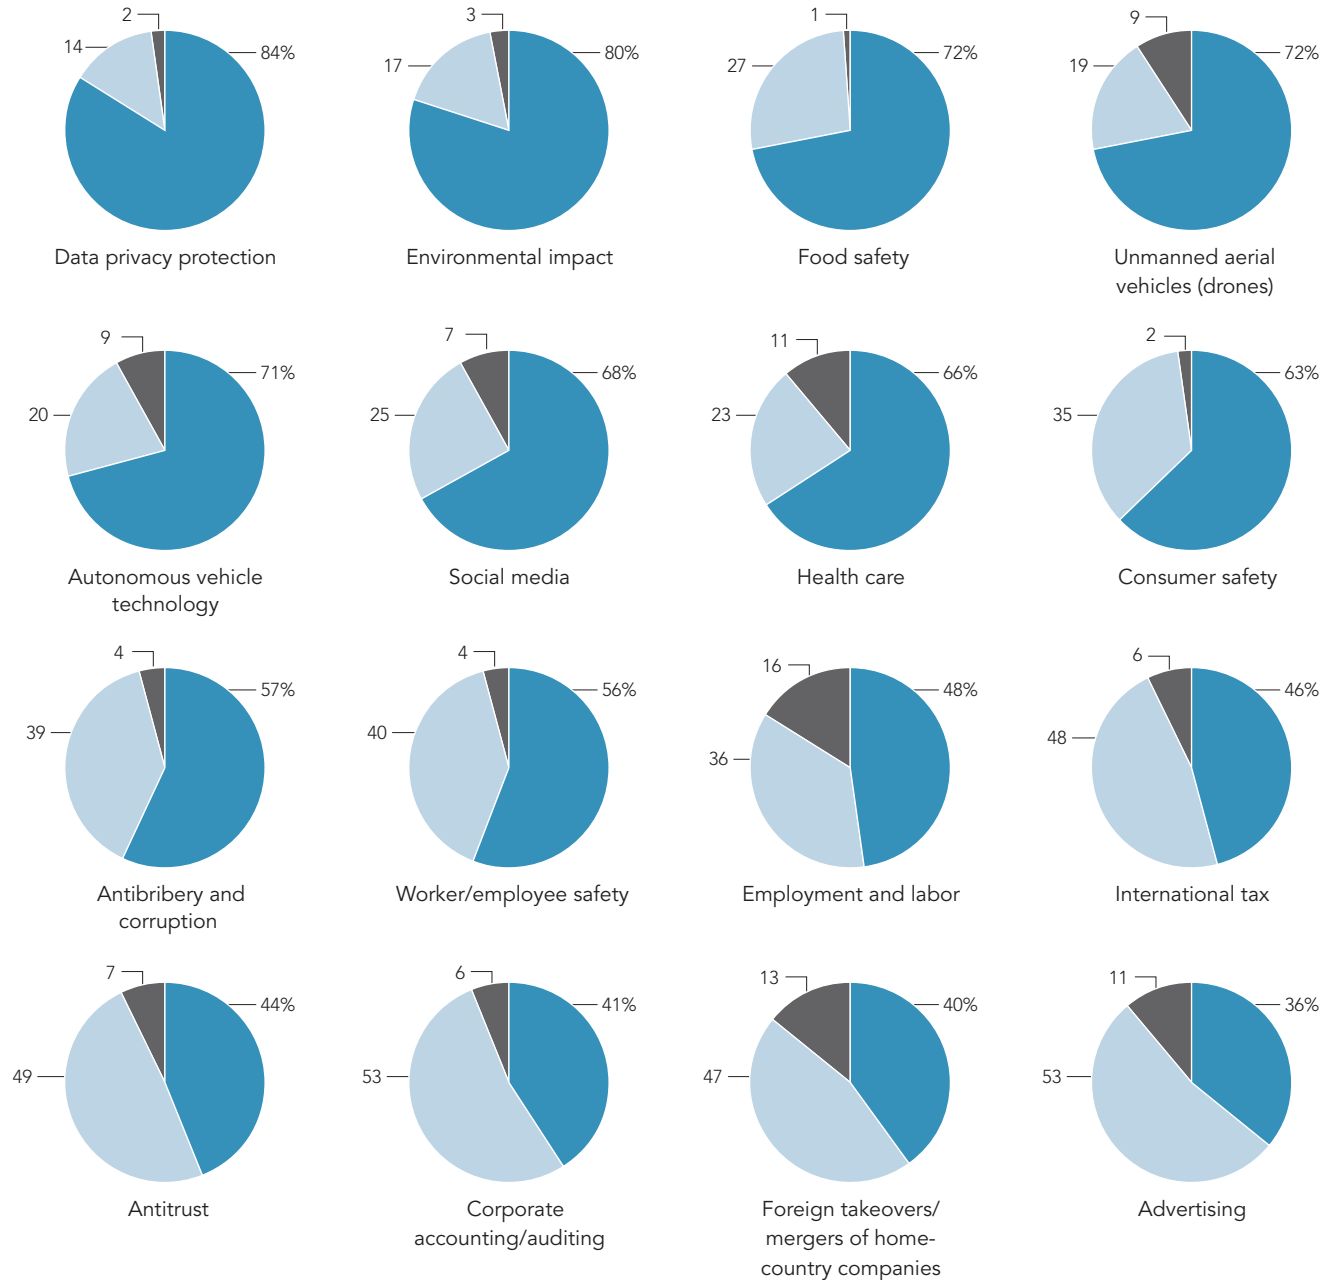 2
14
84%
Data privacy protection
3
17
80%
Environmental impact
1
27
72%
Food safety
9
19
72%
Unmanned aerial
vehicles (drones)
9
20
71%
Autonomous vehicle
technology
7
25
68%
Social media
11
23
66%
Health care
2
35
63%
Consumer safety
4
39
57%
Antibribery and
corruption
4
40
56%
Worker/employee safety
16
36
48%
Employment and labor
6
48
46%
International tax
7
49
44%
Antitrust
6
53
41%
Corporate
accounting/auditing
13
47
40%
Foreign takeovers/
mergers of home-
country companies
11
53
36%
Advertising